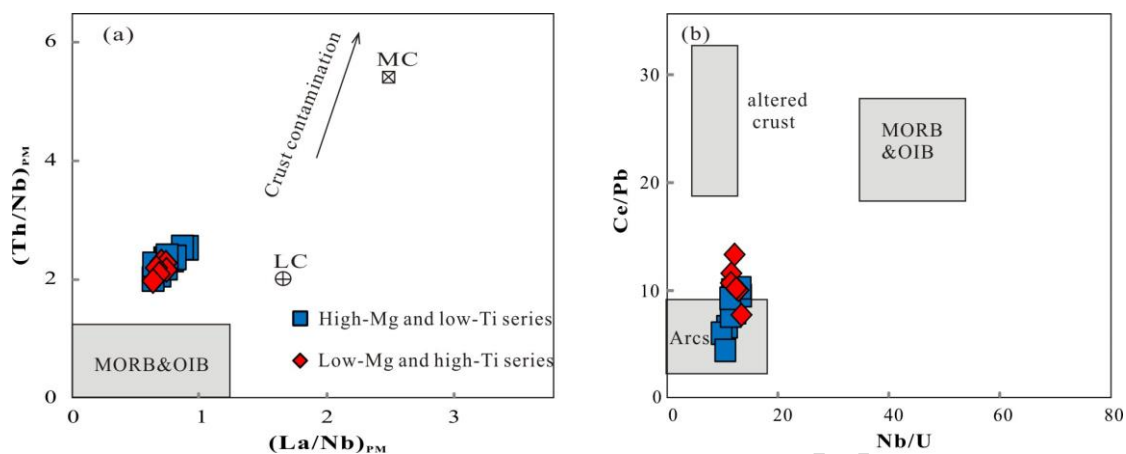 (a)
6
4
2
0
0
1
2
3
(Th/Nb)PM
(La/Nb)PM
Crust contamination
MC
LC
High-Mg and low-Ti series
Low-Mg and high-Ti series
MORB&OIB
(b)
30
20
10
0
0
20
40
60
80
Ce/Pb
Nb/U
altered
crust
MORB
&OIB
Arcs